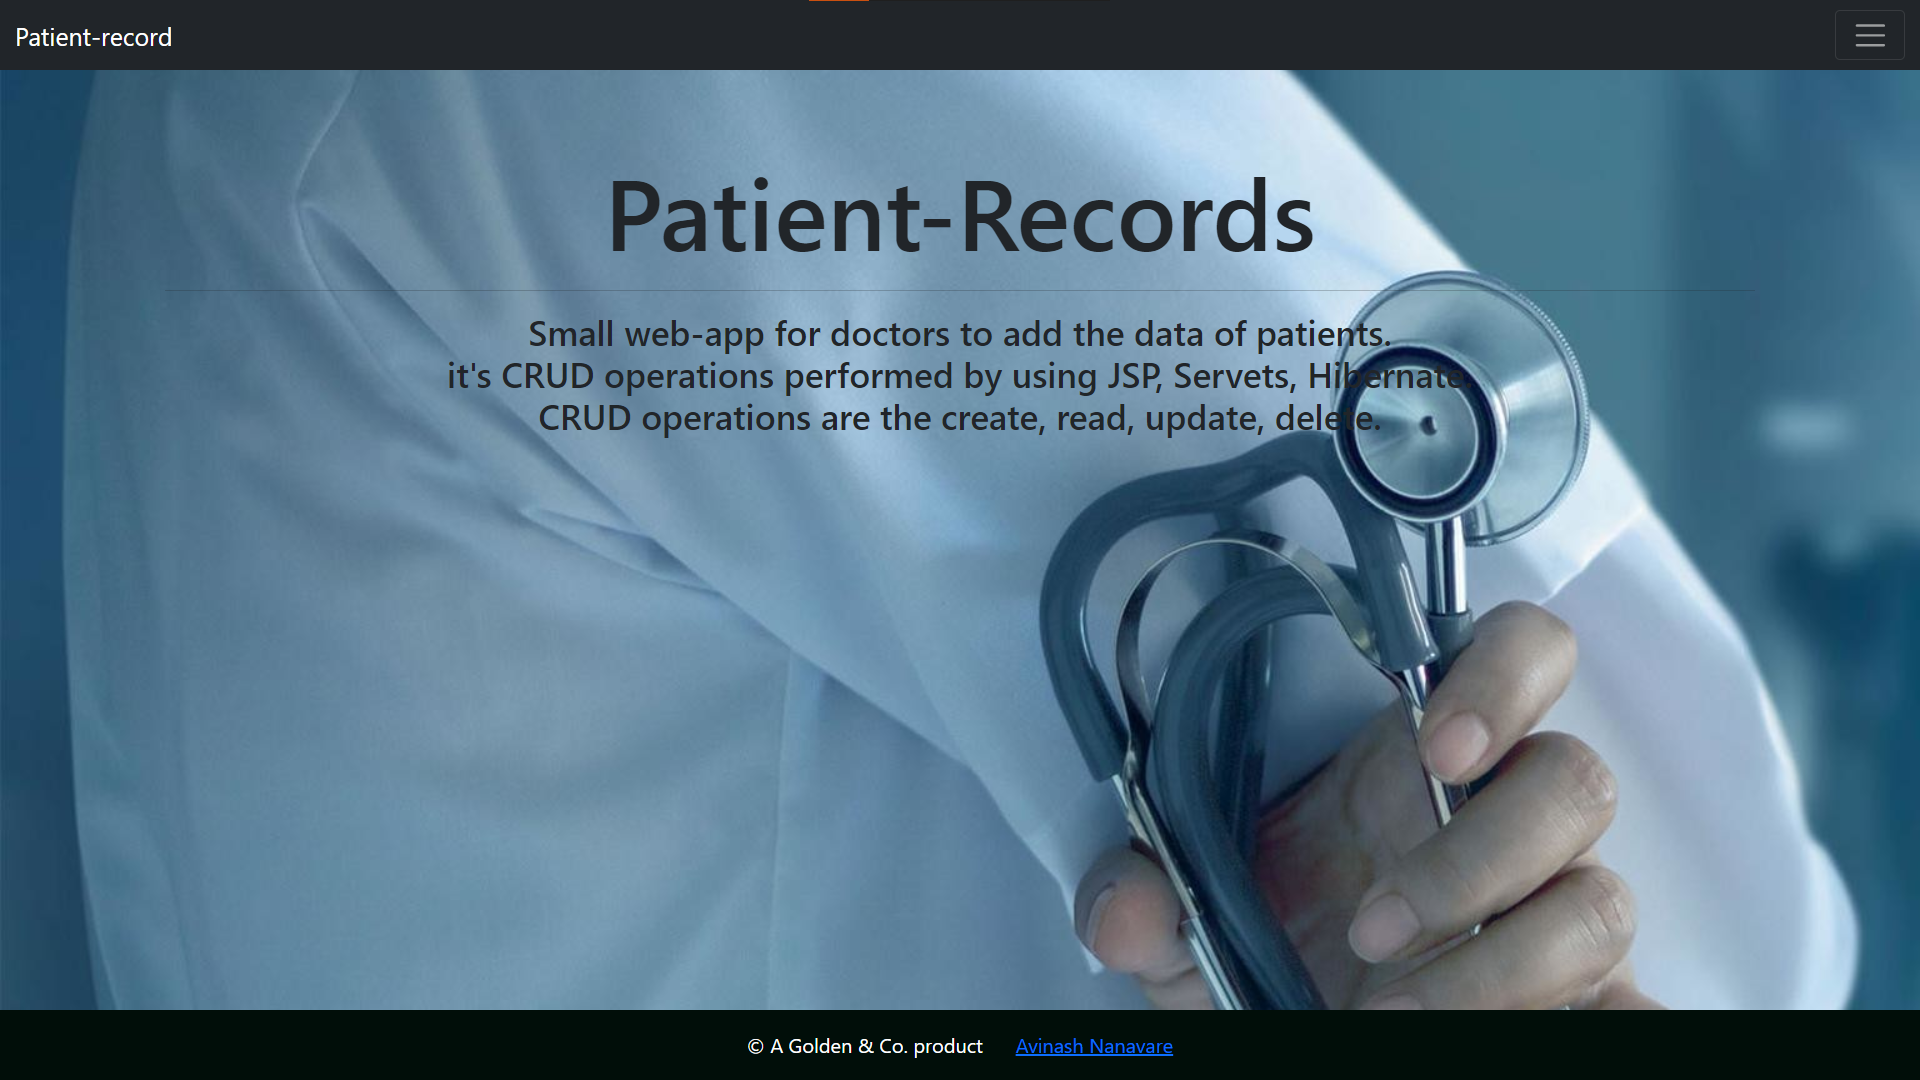 Patient-record
Patient-Records
Small web-app for doctors to add the data of patients.
it's CRUD operations performed by using JSP, Servets, Hibernate.
CRUD operations are the create, read, update, delete.
© A Golden & Co. product Avinash Nanavare